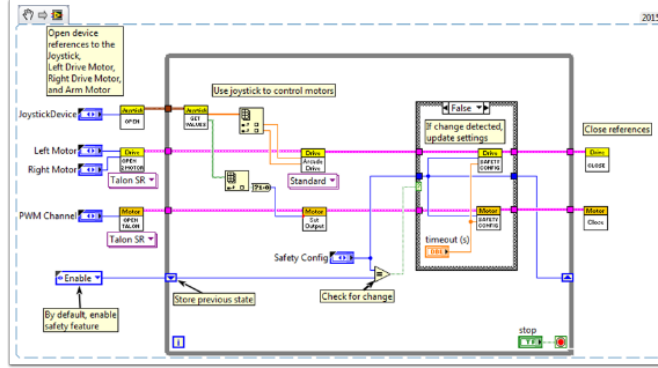 2015
Open device
references to the
Joystick,
Left Drive Motor,
Right Drive Motor,
and Arm Motor
Use joystick to control motors
False
JoystickDevice
Joystick
OPEN
Joystick
GET
VALUES
If change detected,
update settings
Close references
Left Motor
Right Motor
Drive
OPEN
2 MOTOR
Talon SR
Drive
Arcade
Drive
Standard
Drive
SAFETY
CONFIG
Drive
CLOSE
?1:0
PWM Channel
Motor
OPEN
TALON
Talon SR
Motor
Set
Output
Motor
SAFETY
CONFIG
Motor
Close
timeout (s)
Safety Config
Enable
Store previous state
Check for change
By default, enable
safety feature
i
stop
TF